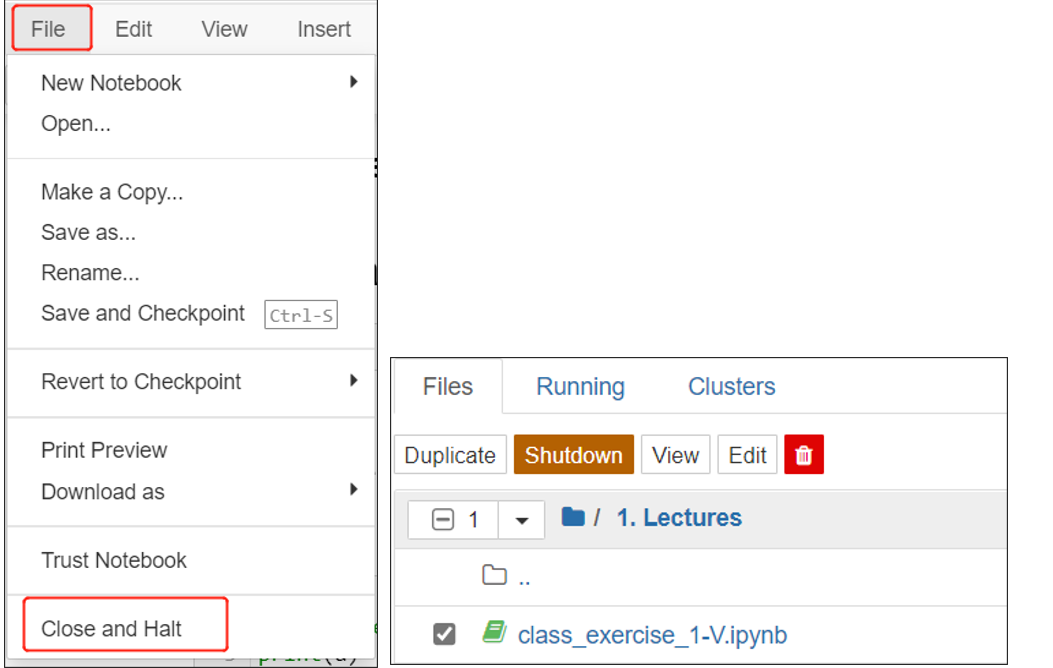 File Edit View Insert
New Notebook
Open...
Make a Copy...
Save as...
Rename...
Save and Checkpoint Ctrl-S
Revert to Checkpoint
Print Preview
Download as
Trust Notebook
Close and Halt
Files Running Clusters
Duplicate Shutdown View Edit
1 / 1. Lectures
..
class_exercise_1-V.ipynb